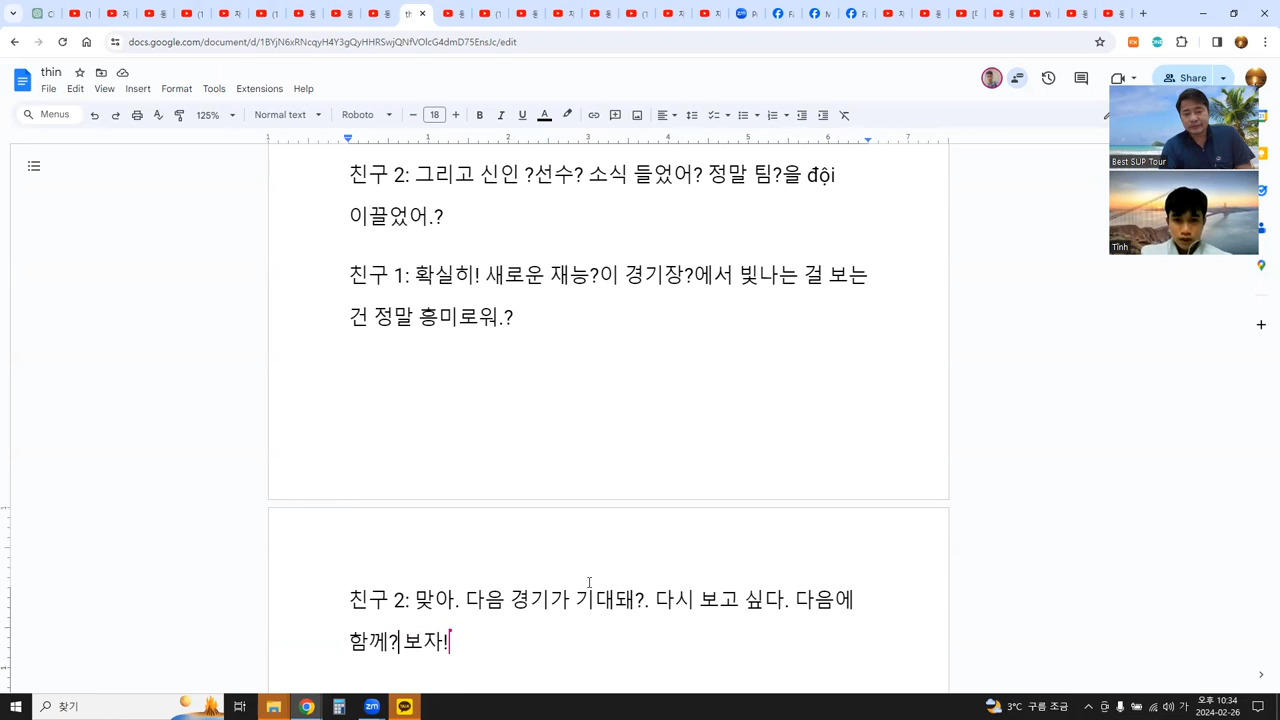 docs.google.com/document/d/1BYjN6xRNcqyH4Y3gQyHHRSwjQNfVOlcG4dmD75EnsJc/edit
thin
File Edit View Insert Format Tools Extensions Help
Share
Menus
125%
Normal text
Roboto
18
Best SUP Tour
Tĩnh
친구 2: 그리고 신인 ?선수? 소식 들었어? 정말 팀?을 đội
이끌었어.?
친구 1: 확실히! 새로운 재능?이 경기장?에서 빛나는 걸 보는
건 정말 흥미로워.?
친구 2: 맞아. 다음 경기가 기대돼?. 다시 보고 싶다. 다음에
함께? 보자!
찾기
3°C 구름 조금
가
오후 10:34
2024-02-26